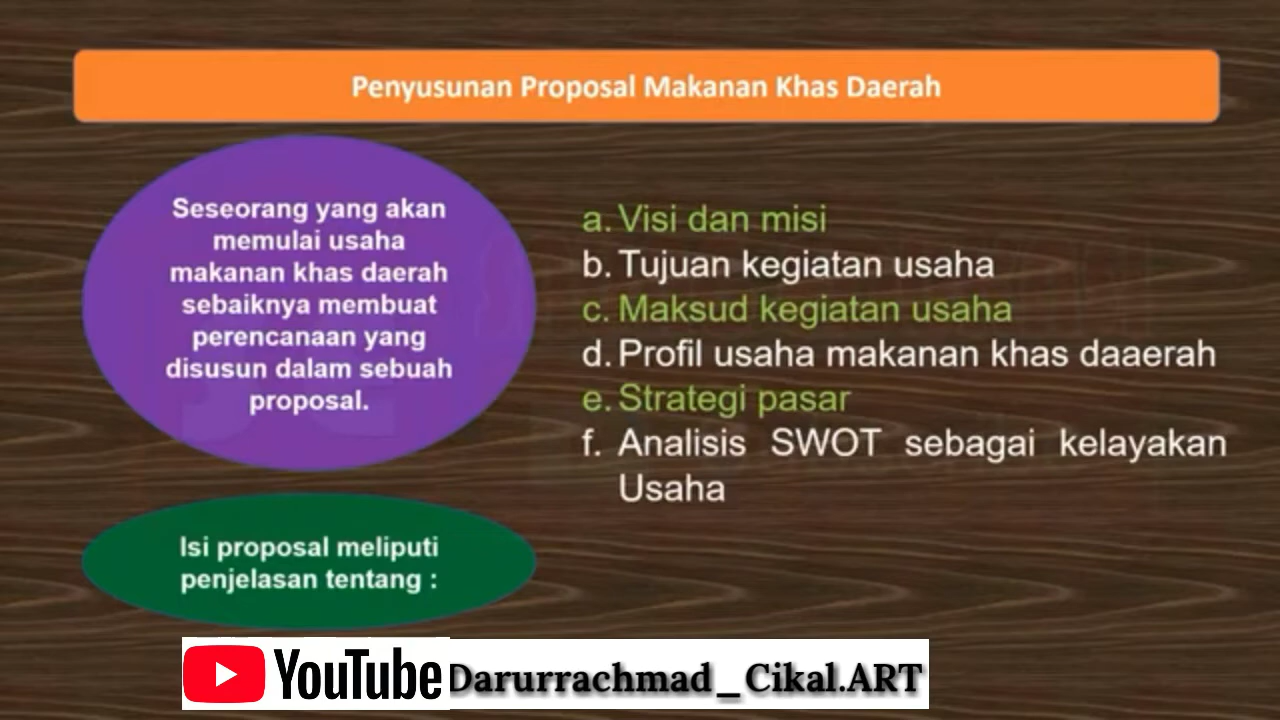 Penyusunan Proposal Makanan Khas Daerah
Seseorang yang akan
memulai usaha
makanan khas daerah
sebaiknya membuat
perencanaan yang
disusun dalam sebuah
proposal.
Isi proposal meliputi
penjelasan tentang :
a. Visi dan misi
b. Tujuan kegiatan usaha
c. Maksud kegiatan usaha
d. Profil usaha makanan khas daaerah
e. Strategi pasar
f. Analisis SWOT sebagai kelayakan
Usaha
YouTube Darurrachmad_Cikal.ART